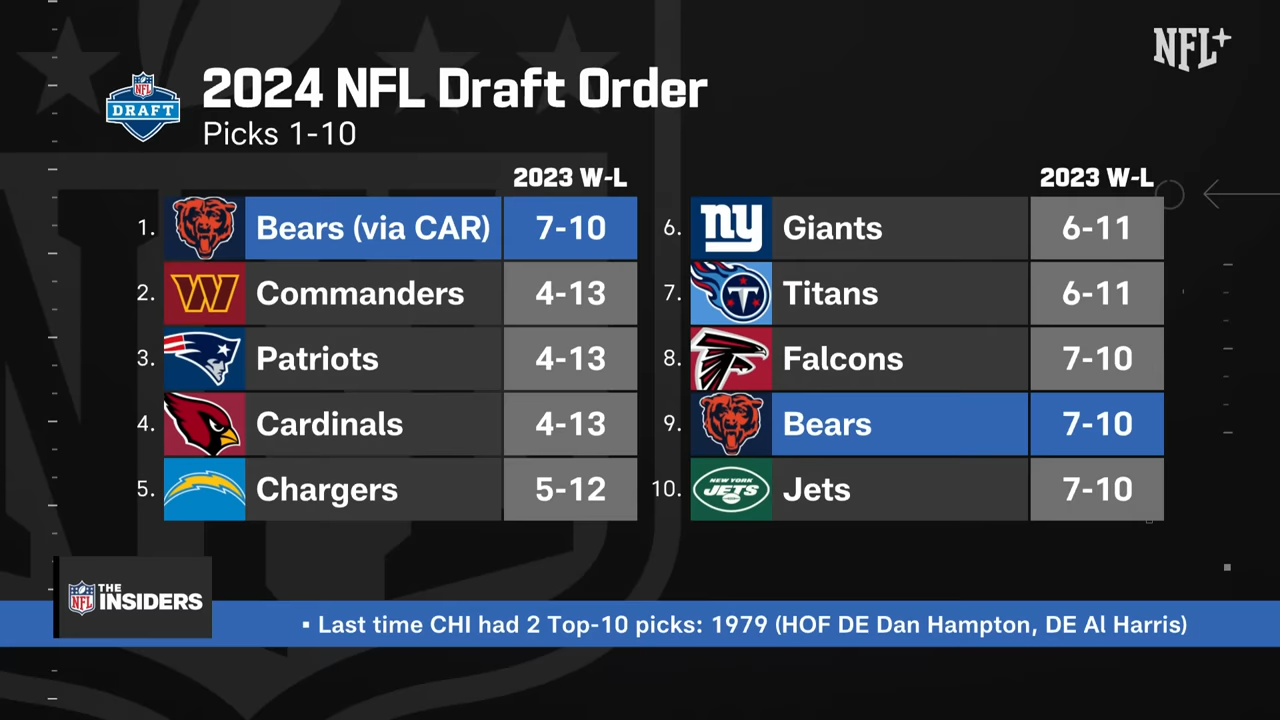 NFL+
NFL
DRAFT
2024 NFL Draft Order
Picks 1-10
2023 W-L
1. Bears (via CAR) 7-10
2. W Commanders 4-13
3. Patriots 4-13
4. Cardinals 4-13
5. Chargers 5-12
2023 W-L
6. ny Giants 6-11
7. T Titans 6-11
8. Falcons 7-10
9. Bears 7-10
10. NEW YORK JETS Jets 7-10
NFL THE INSIDERS
▪ Last time CHI had 2 Top-10 picks: 1979 (HOF DE Dan Hampton, DE Al Harris)